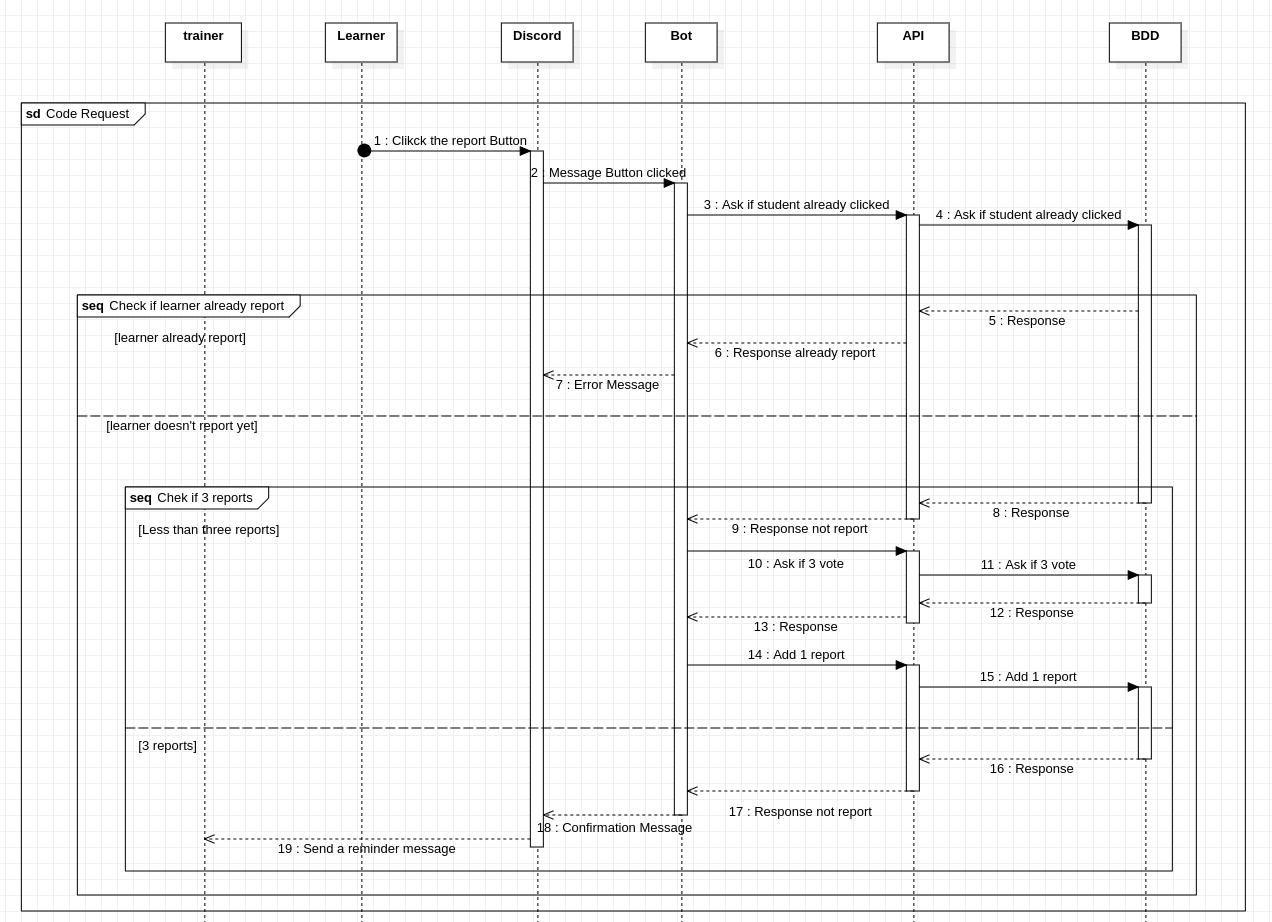 trainer
Learner
Discord
Bot
API
BDD
sd Code Request
1 : Clikck the report Button
2 : Message Button clicked
3 : Ask if student already clicked
4 : Ask if student already clicked
seq Check if learner already report
5 : Response
[learner already report]
6 : Response already report
7 : Error Message
[learner doesn't report yet]
seq Chek if 3 reports
8 : Response
[Less than three reports]
9 : Response not report
10 : Ask if 3 vote
11 : Ask if 3 vote
12 : Response
13 : Response
14 : Add 1 report
15 : Add 1 report
[3 reports]
16 : Response
17 : Response not report
18 : Confirmation Message
19 : Send a reminder message